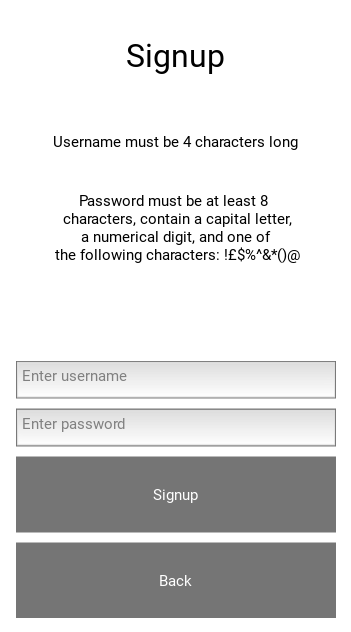 Signup
Username must be 4 characters long
Password must be at least 8
characters, contain a capital letter,
a numerical digit, and one of
the following characters: !£$%^&*()@
Enter username
Enter password
Signup
Back